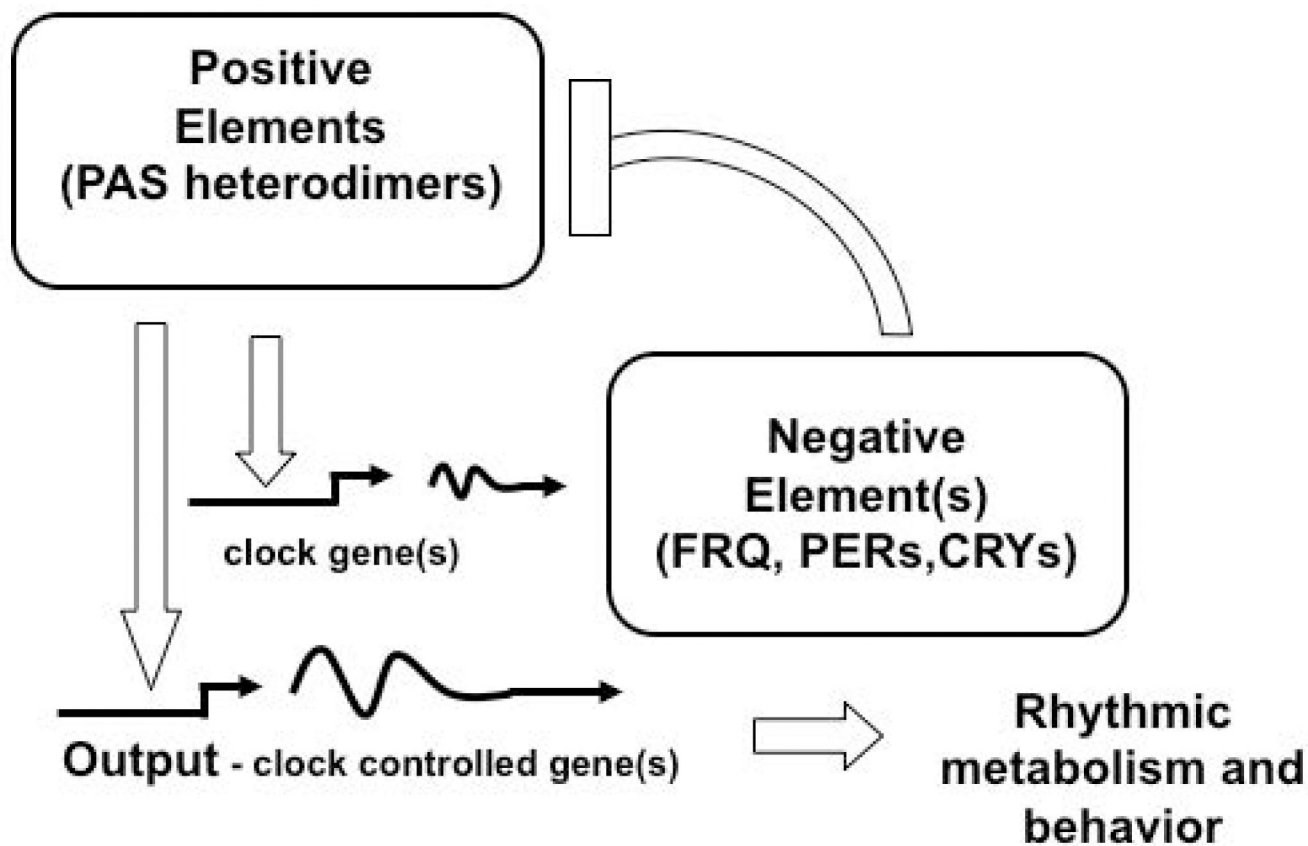 Positive
Elements
(PAS heterodimers)
Negative
Element(s)
(FRQ, PERs,CRYs)
clock gene(s)
Output - clock controlled gene(s)
Rhythmic
metabolism and
behavior